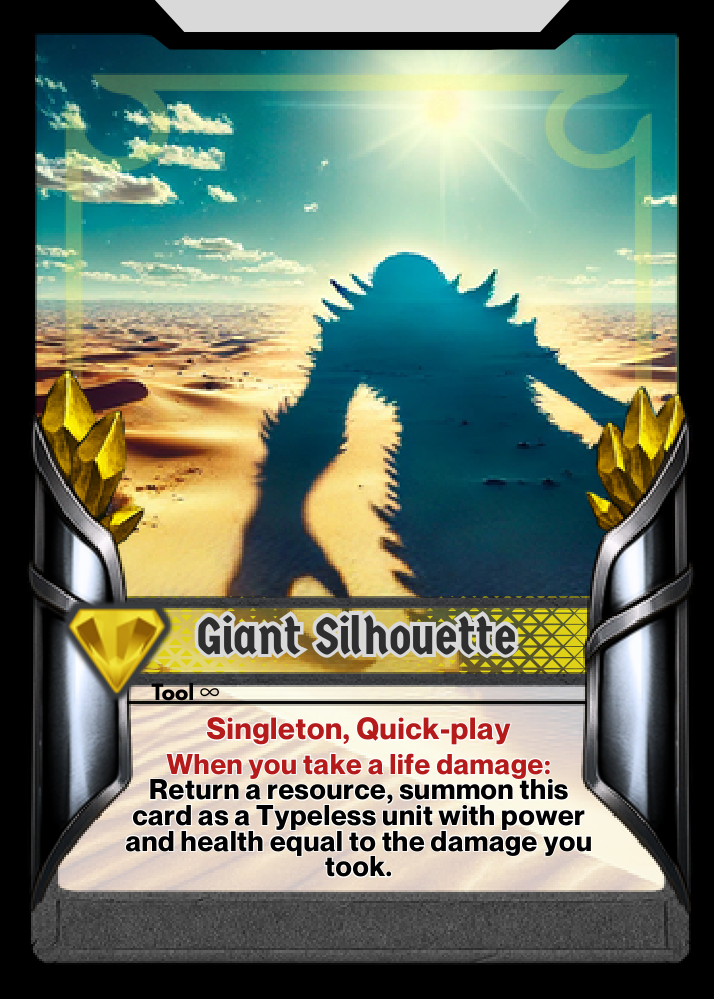 Giant Silhouette
Tool ∞
Singleton, Quick-play
When you take a life damage:
Return a resource, summon this
card as a Typeless unit with power
and health equal to the damage you
took.